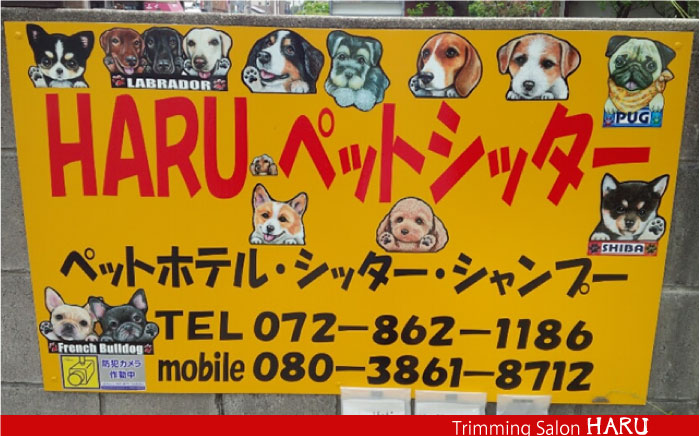 LABRADOR
PUG
HARU ペットシッター
SHIBA
ペットホテル・シッター・シャンプー
French Bulldog
TEL 072-862-1186
防犯カメラ
作動中
mobile 080-3861-8712
Trimming Salon HARU